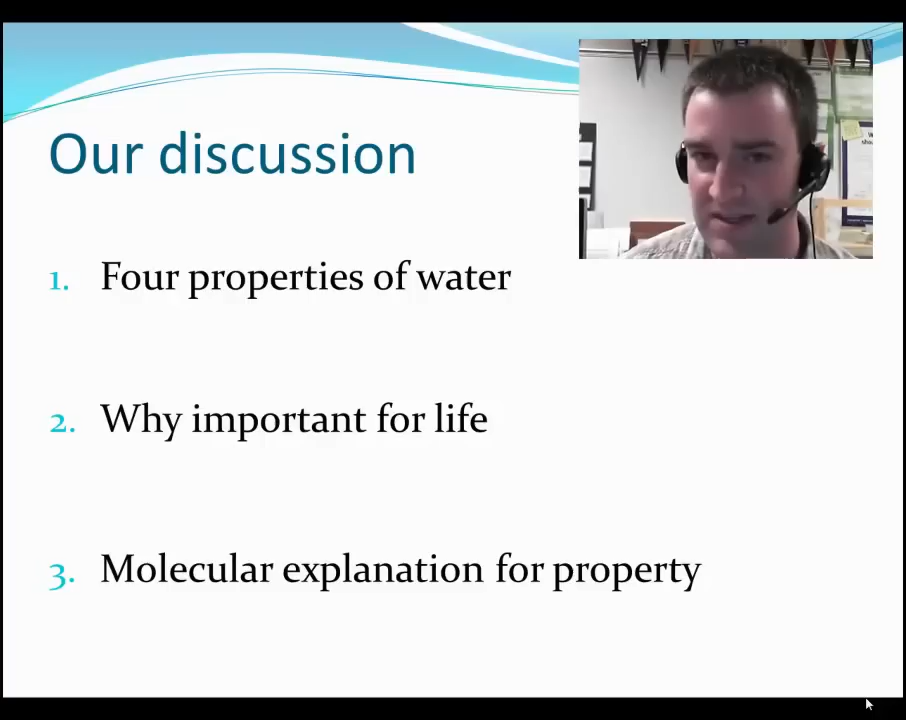 Our discussion
1. Four properties of water
2. Why important for life
3. Molecular explanation for property